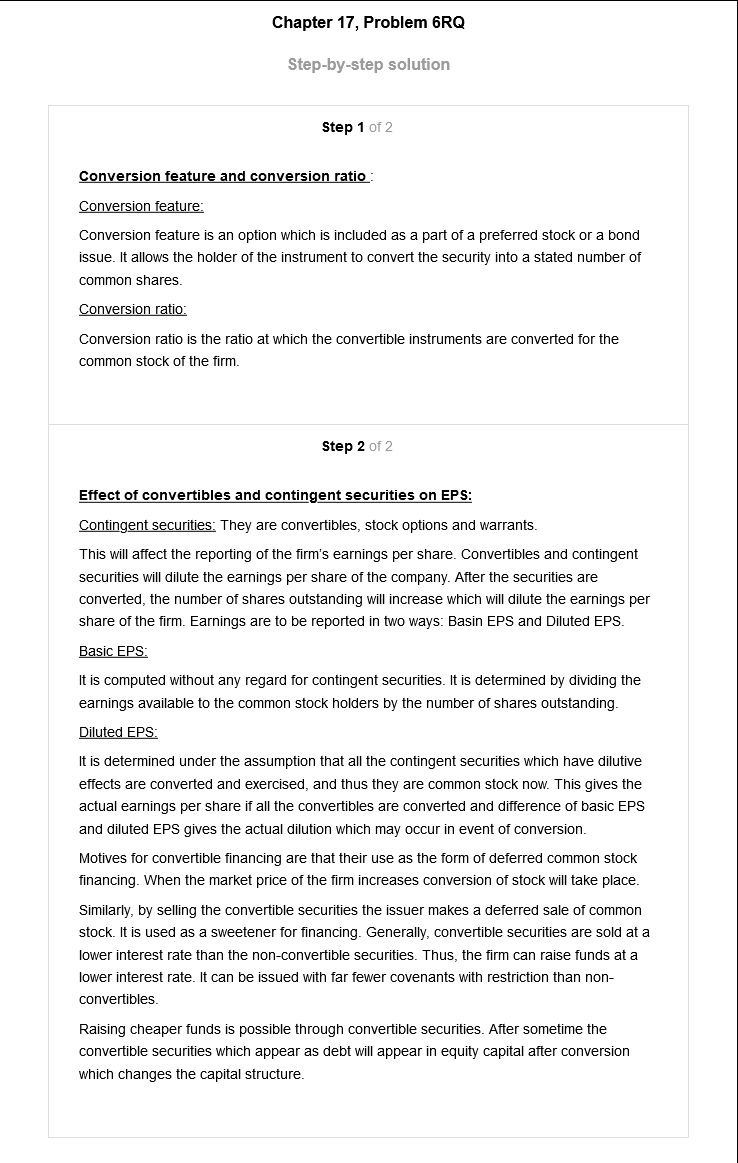 Chapter 17, Problem 6RQ
Step-by-step solution
Step 1 of 2
Conversion feature and conversion ratio :
Conversion feature:
Conversion feature is an option which is included as a part of a preferred stock or a bond
issue. It allows the holder of the instrument to convert the security into a stated number of
common shares.
Conversion ratio:
Conversion ratio is the ratio at which the convertible instruments are converted for the
common stock of the firm.
Step 2 of 2
Effect of convertibles and contingent securities on EPS:
Contingent securities: They are convertibles, stock options and warrants.
This will affect the reporting of the firm's earnings per share. Convertibles and contingent
securities will dilute the earnings per share of the company. After the securities are
converted, the number of shares outstanding will increase which will dilute the earnings per
share of the firm. Earnings are to be reported in two ways: Basin EPS and Diluted EPS.
Basic EPS:
It is computed without any regard for contingent securities. It is determined by dividing the
earnings available to the common stock holders by the number of shares outstanding.
Diluted EPS:
It is determined under the assumption that all the contingent securities which have dilutive
effects are converted and exercised, and thus they are common stock now. This gives the
actual earnings per share if all the convertibles are converted and difference of basic EPS
and diluted EPS gives the actual dilution which may occur in event of conversion.
Motives for convertible financing are that their use as the form of deferred common stock
financing. When the market price of the firm increases conversion of stock will take place.
Similarly, by selling the convertible securities the issuer makes a deferred sale of common
stock. It is used as a sweetener for financing. Generally, convertible securities are sold at a
lower interest rate than the non-convertible securities. Thus, the firm can raise funds at a
lower interest rate. It can be issued with far fewer covenants with restriction than non-
convertibles.
Raising cheaper funds is possible through convertible securities. After sometime the
convertible securities which appear as debt will appear in equity capital after conversion
which changes the capital structure.